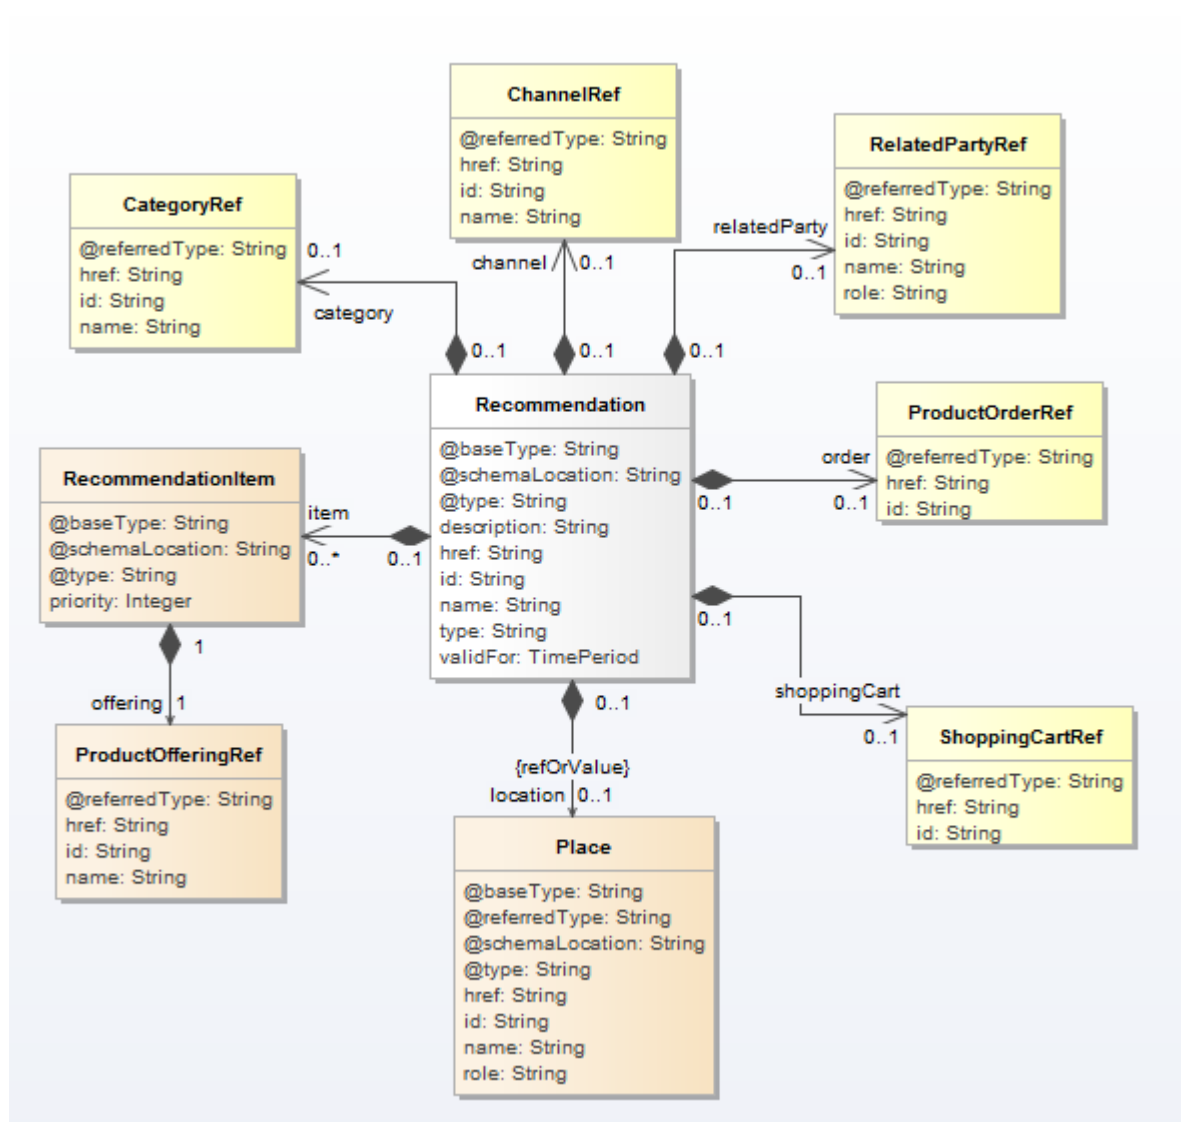 ChannelRef
@referredType: String
href: String
id: String
name: String
RelatedPartyRef
@referredType: String
href: String
id: String
name: String
role: String
CategoryRef
@referredType: String
href: String
id: String
name: String
0..1
category
0..1
channel
0..1
0..1
relatedParty
0..1
0..1
Recommendation
@baseType: String
@schemaLocation: String
@type: String
description: String
href: String
id: String
name: String
type: String
validFor: TimePeriod
ProductOrderRef
@referredType: String
href: String
id: String
order
0..1
0..1
RecommendationItem
@baseType: String
@schemaLocation: String
@type: String
priority: Integer
item
0..*
0..1
1
offering
1
ProductOfferingRef
@referredType: String
href: String
id: String
name: String
0..1
{refOrValue}
location
0..1
0..1
shoppingCart
0..1
ShoppingCartRef
@referredType: String
href: String
id: String
Place
@baseType: String
@referredType: String
@schemaLocation: String
@type: String
href: String
id: String
name: String
role: String